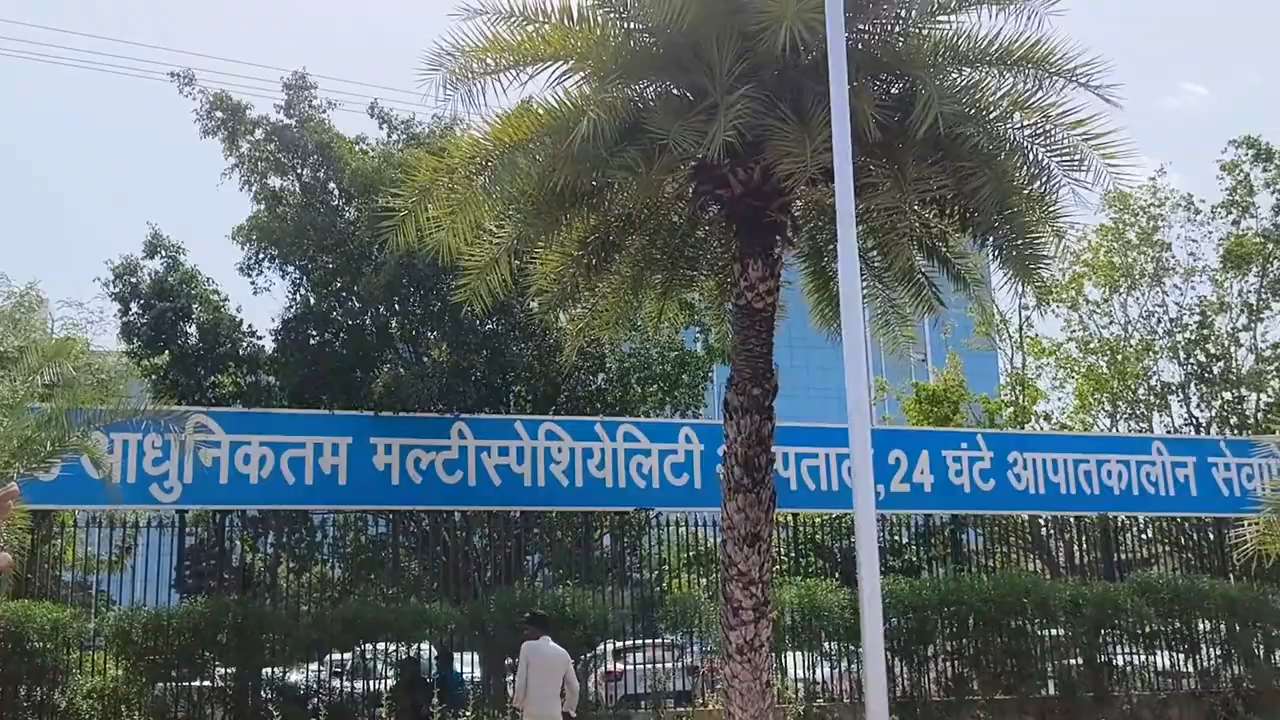 आधुनिकतम मल्टीस्पेशियेलिटी ,24 घंटे आपातकालीन